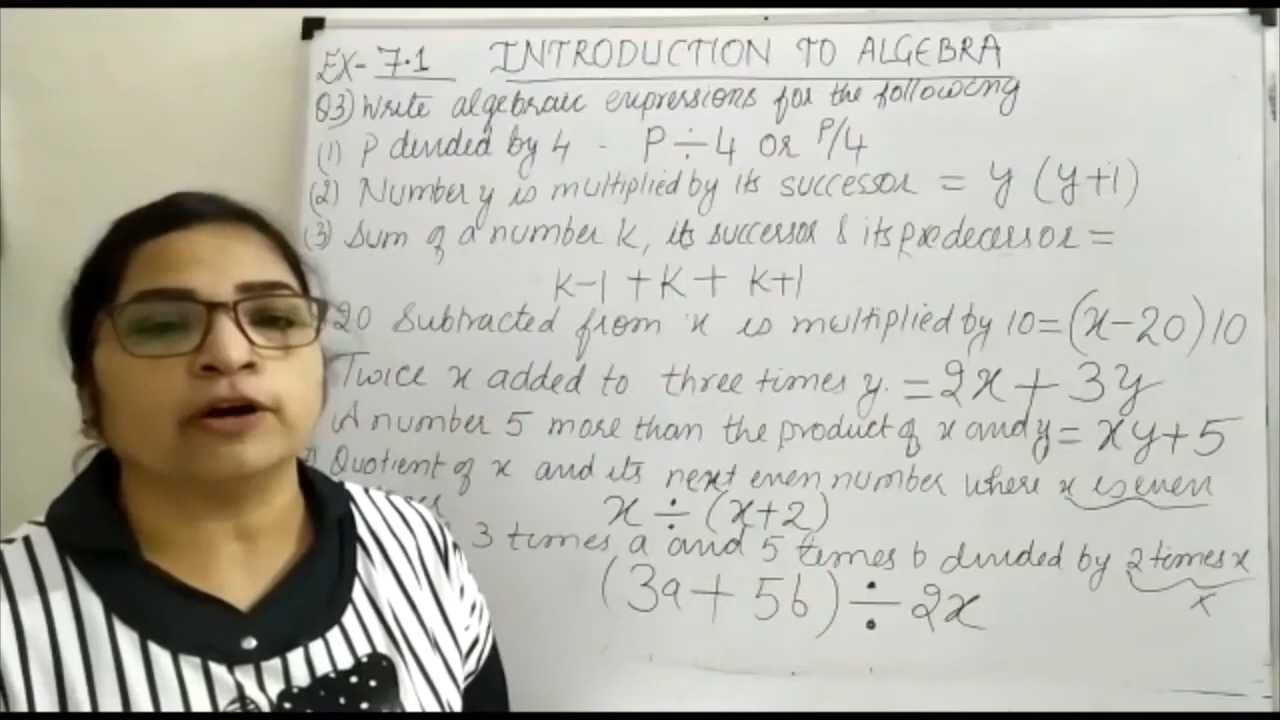 EX- 7.1 INTRODUCTION TO ALGEBRA
Q3) Write algebraic expressions for the following
(1) P divided by 4 - P ÷ 4 or P/4
(2) Number y is multiplied by its successor = y (y+1)
(3) Sum of a number k, its successor & its predecessor =
k-1 + k + k+1
20 Subtracted from x is multiplied by 10 = (x-20)10
Twice x added to three times y. = 2x + 3y
A number 5 more than the product of x and y = xy+5
Quotient of x and its next even number where x is even
x ÷ (x+2)
3 times a and 5 times b divided by 2 times x
(3a + 5b) ÷ 2x